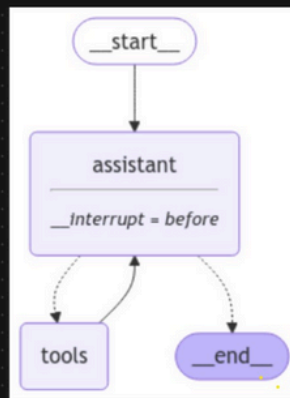 __start__
assistant
__interrupt = before
tools
__end__